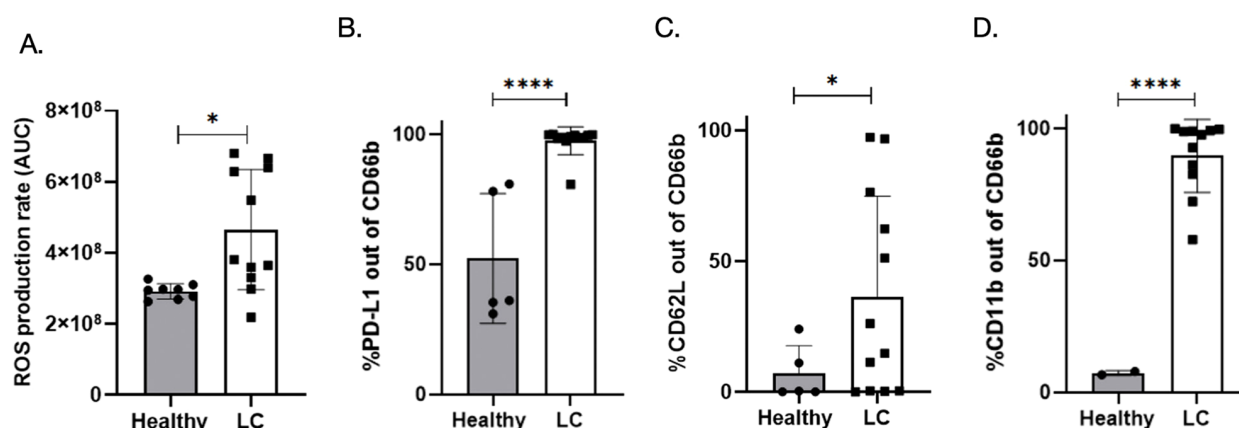 A.
ROS production rate (AUC)
8×10⁸
6×10⁸
4×10⁸
2×10⁸
0
*
Healthy LC
B.
%PD-L1 out of CD66b
100
50
0
****
Healthy LC
C.
% CD62L out of CD66b
100
50
0
*
Healthy LC
D.
%CD11b out of CD66b
100
50
0
****
Healthy LC